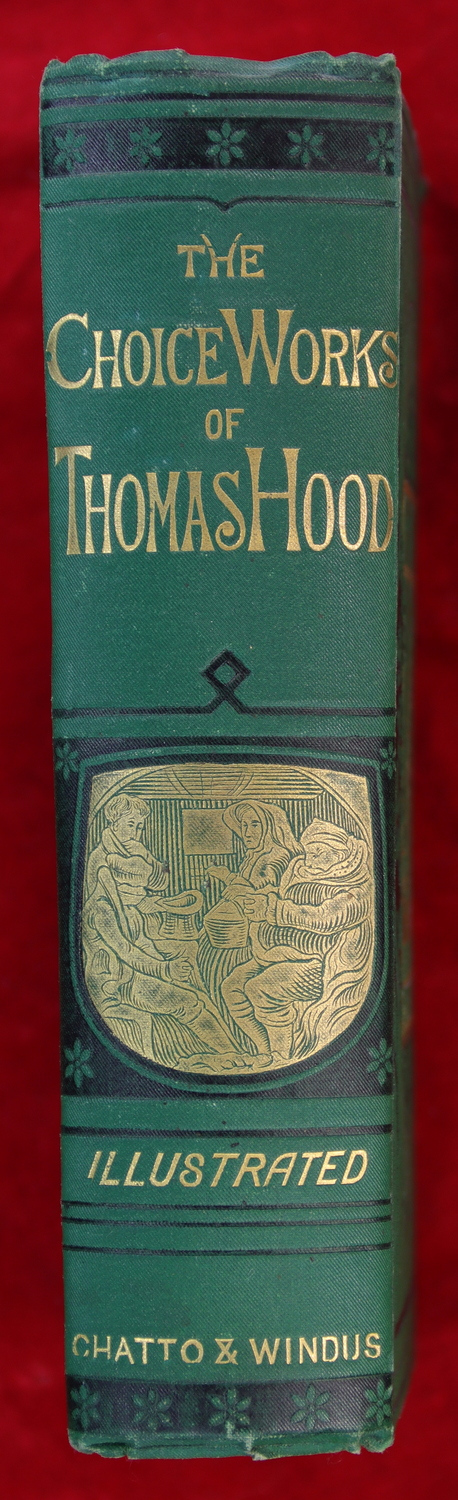 THE
CHOICE WORKS
OF
THOMAS HOOD
ILLUSTRATED
CHATTO & WINDUS